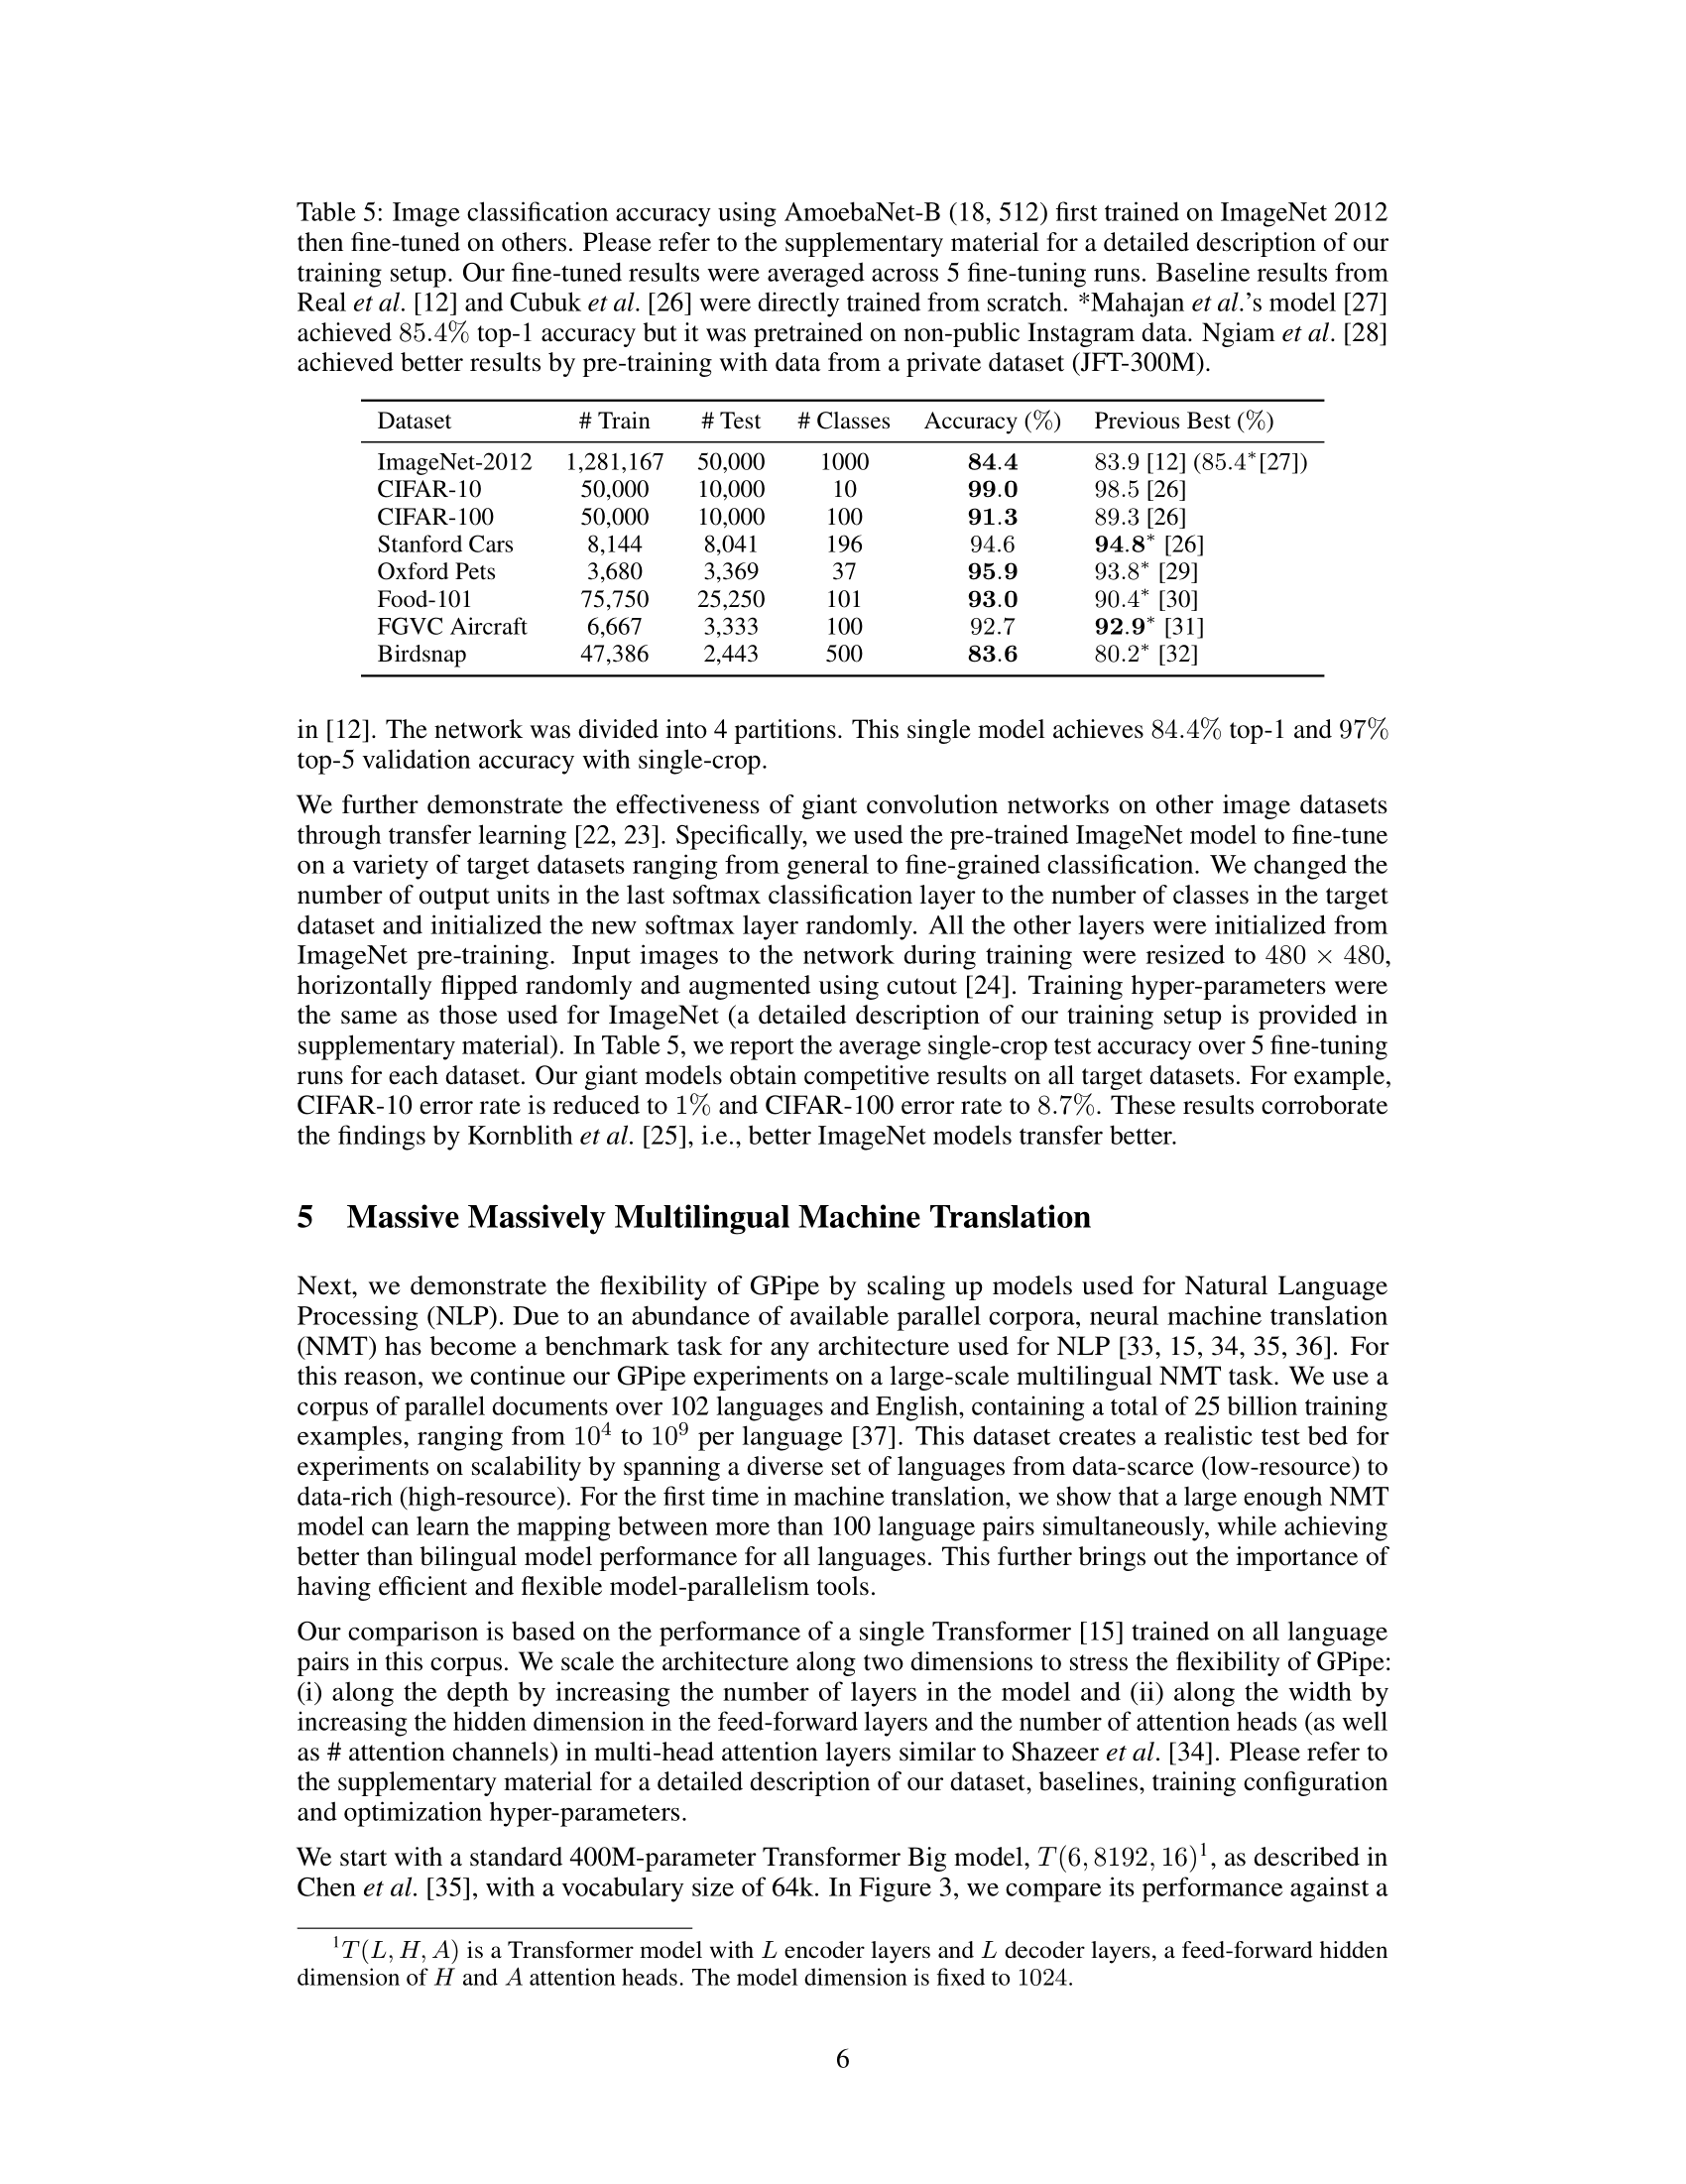 Table 5: Image classification accuracy using AmoebaNet-B (18, 512) first trained on ImageNet 2012
then fine-tuned on others. Please refer to the supplementary material for a detailed description of our
training setup. Our fine-tuned results were averaged across 5 fine-tuning runs. Baseline results from
Real et al. [12] and Cubuk et al. [26] were directly trained from scratch. *Mahajan et al.'s model [27]
achieved 85.4% top-1 accuracy but it was pretrained on non-public Instagram data. Ngiam et al. [28]
achieved better results by pre-training with data from a private dataset (JFT-300M).
Dataset # Train # Test # Classes Accuracy (%) Previous Best (%)
ImageNet-2012 1,281,167 50,000 1000 84.4 83.9 [12] (85.4*[27])
CIFAR-10 50,000 10,000 10 99.0 98.5 [26]
CIFAR-100 50,000 10,000 100 91.3 89.3 [26]
Stanford Cars 8,144 8,041 196 94.6 94.8* [26]
Oxford Pets 3,680 3,369 37 95.9 93.8* [29]
Food-101 75,750 25,250 101 93.0 90.4* [30]
FGVC Aircraft 6,667 3,333 100 92.7 92.9* [31]
Birdsnap 47,386 2,443 500 83.6 80.2* [32]
in [12]. The network was divided into 4 partitions. This single model achieves 84.4% top-1 and 97%
top-5 validation accuracy with single-crop.
We further demonstrate the effectiveness of giant convolution networks on other image datasets
through transfer learning [22, 23]. Specifically, we used the pre-trained ImageNet model to fine-tune
on a variety of target datasets ranging from general to fine-grained classification. We changed the
number of output units in the last softmax classification layer to the number of classes in the target
dataset and initialized the new softmax layer randomly. All the other layers were initialized from
ImageNet pre-training. Input images to the network during training were resized to 480 × 480,
horizontally flipped randomly and augmented using cutout [24]. Training hyper-parameters were
the same as those used for ImageNet (a detailed description of our training setup is provided in
supplementary material). In Table 5, we report the average single-crop test accuracy over 5 fine-tuning
runs for each dataset. Our giant models obtain competitive results on all target datasets. For example,
CIFAR-10 error rate is reduced to 1% and CIFAR-100 error rate to 8.7%. These results corroborate
the findings by Kornblith et al. [25], i.e., better ImageNet models transfer better.
5 Massive Massively Multilingual Machine Translation
Next, we demonstrate the flexibility of GPipe by scaling up models used for Natural Language
Processing (NLP). Due to an abundance of available parallel corpora, neural machine translation
(NMT) has become a benchmark task for any architecture used for NLP [33, 15, 34, 35, 36]. For
this reason, we continue our GPipe experiments on a large-scale multilingual NMT task. We use a
corpus of parallel documents over 102 languages and English, containing a total of 25 billion training
examples, ranging from 10⁴ to 10⁹ per language [37]. This dataset creates a realistic test bed for
experiments on scalability by spanning a diverse set of languages from data-scarce (low-resource) to
data-rich (high-resource). For the first time in machine translation, we show that a large enough NMT
model can learn the mapping between more than 100 language pairs simultaneously, while achieving
better than bilingual model performance for all languages. This further brings out the importance of
having efficient and flexible model-parallelism tools.
Our comparison is based on the performance of a single Transformer [15] trained on all language
pairs in this corpus. We scale the architecture along two dimensions to stress the flexibility of GPipe:
(i) along the depth by increasing the number of layers in the model and (ii) along the width by
increasing the hidden dimension in the feed-forward layers and the number of attention heads (as well
as # attention channels) in multi-head attention layers similar to Shazeer et al. [34]. Please refer to
the supplementary material for a detailed description of our dataset, baselines, training configuration
and optimization hyper-parameters.
We start with a standard 400M-parameter Transformer Big model, T(6, 8192, 16)¹, as described in
Chen et al. [35], with a vocabulary size of 64k. In Figure 3, we compare its performance against a
¹T(L, H, A) is a Transformer model with L encoder layers and L decoder layers, a feed-forward hidden
dimension of H and A attention heads. The model dimension is fixed to 1024.
6